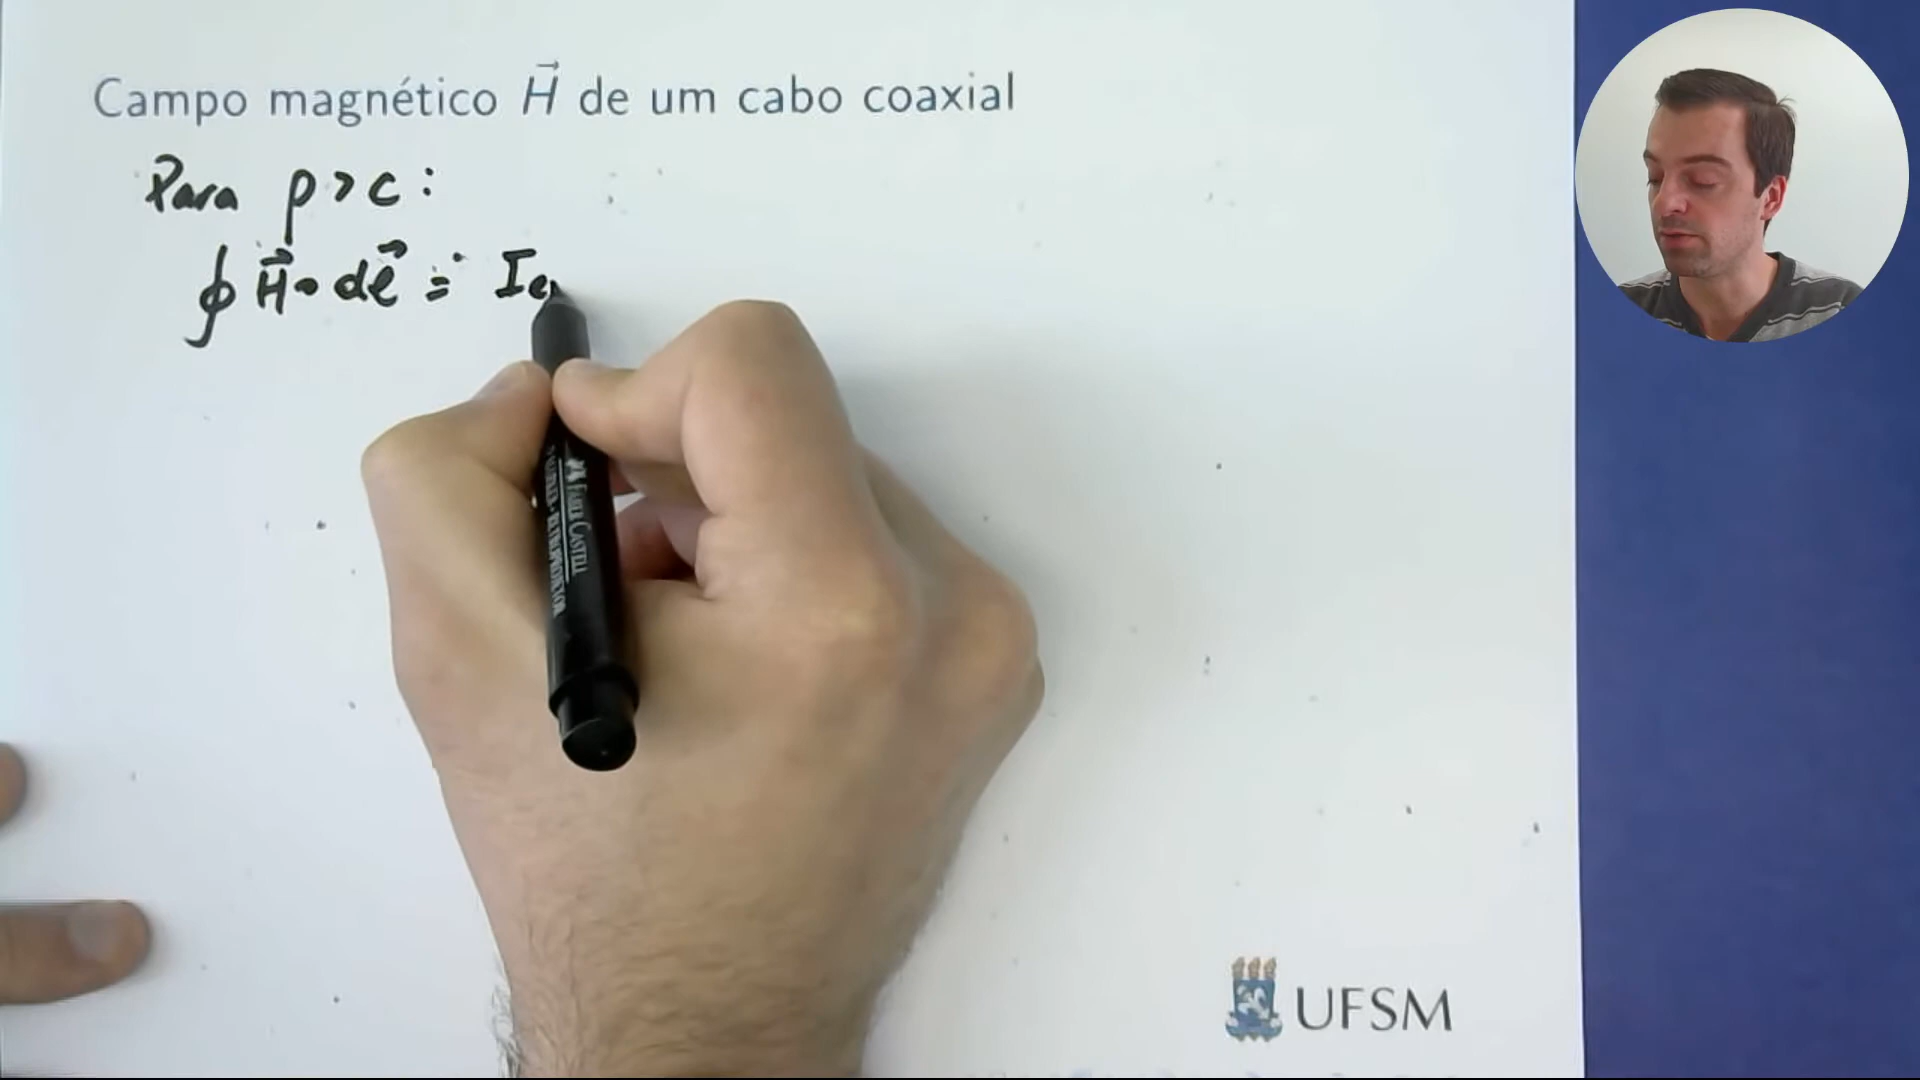 Campo magnético H⃗ de um cabo coaxial
Para ρ > c :
∮ H⃗ • dℓ⃗ = Ie
FABER CASTELL
UFSM